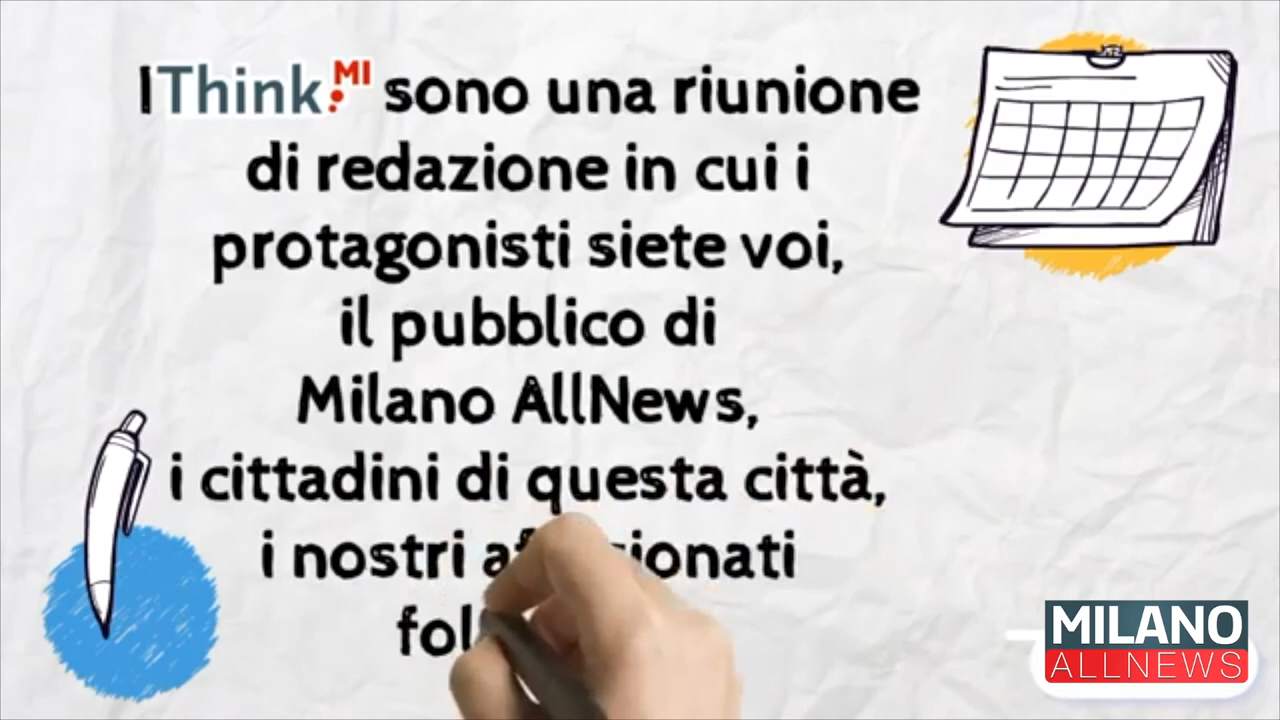 I Think! MI sono una riunione
di redazione in cui i
protagonisti siete voi,
il pubblico di
Milano AllNews,
i cittadini di questa città,
i nostri
MILANO
ALLNEWS